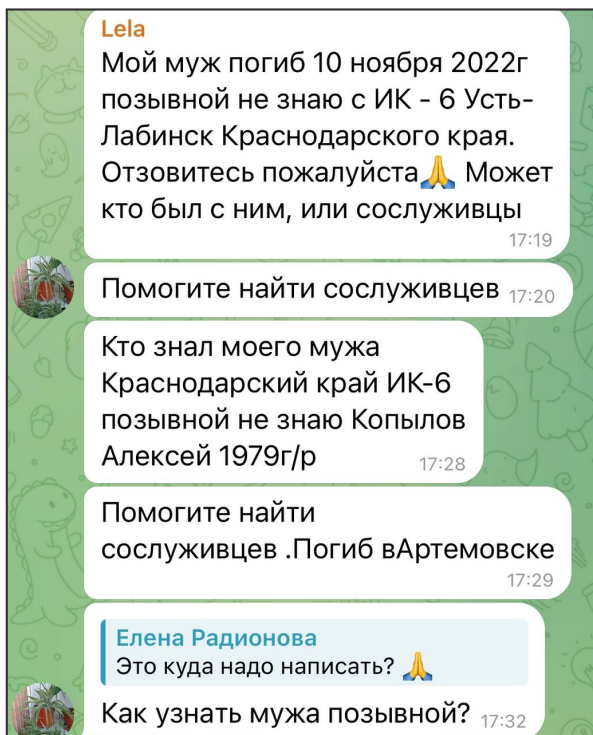 Lela
Мой муж погиб 10 ноября 2022г
позывной не знаю с ИК - 6 Усть-
Лабинск Краснодарского края.
Отзовитесь пожалуйста🙏 Может
кто был с ним, или сослуживцы
17:19
Помогите найти сослуживцев 17:20
Кто знал моего мужа
Краснодарский край ИК-6
позывной не знаю Копылов
Алексей 1979г/р 17:28
Помогите найти
сослуживцев .Погиб вАртемовске
17:29
Елена Радионова
Это куда надо написать? 🙏
Как узнать мужа позывной? 17:32